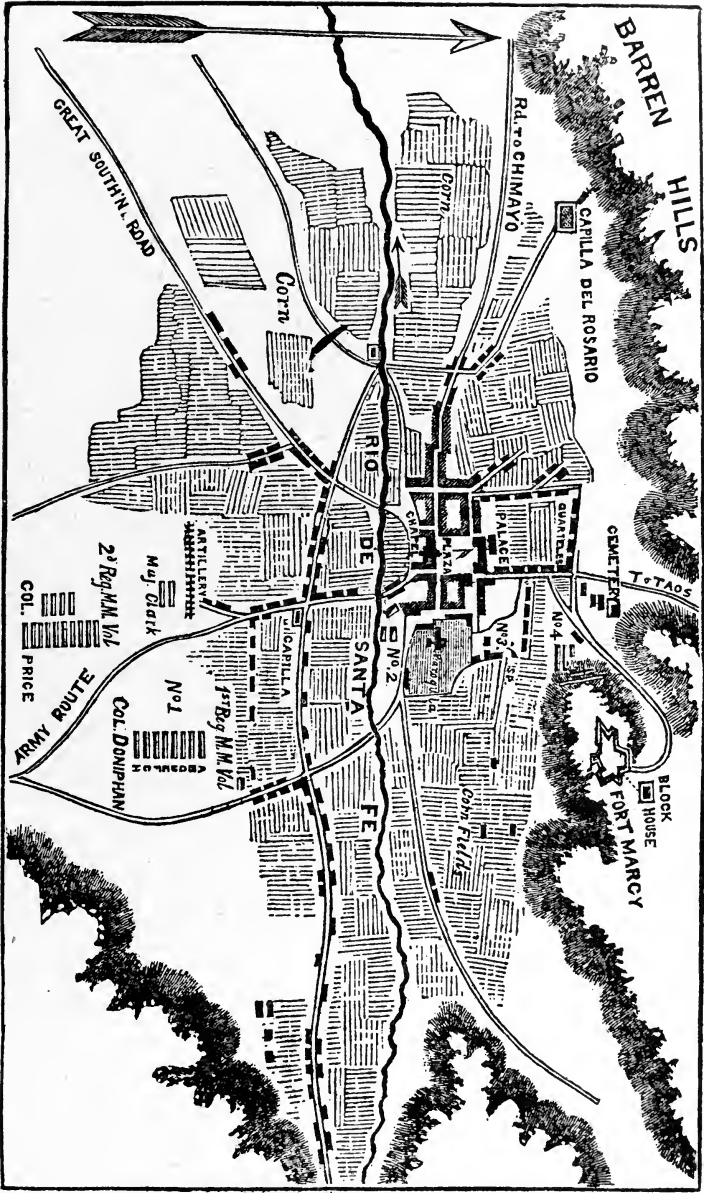 BARREN
HILLS
Rd. TO CHIMAYO
CAPILLA DEL ROSARIO
GREAT SOUTH'N. ROAD
Corn
Corn
RIO
DE
SANTA
FE
QUARTEL
PALACE
CEMETERY
To TAOS
CHAPEL
PLAZA
No. 4
No. 3
No. 2
FORT MARCY
BLOCK
HOUSE
Corn Fields
ARTILLERY
Maj. Clark
CAPILLA
2d Reg. M.M. Vol
COL. PRICE
ARMY ROUTE
No 1
1st Reg. M.M. Vol
COL. DONIPHAN